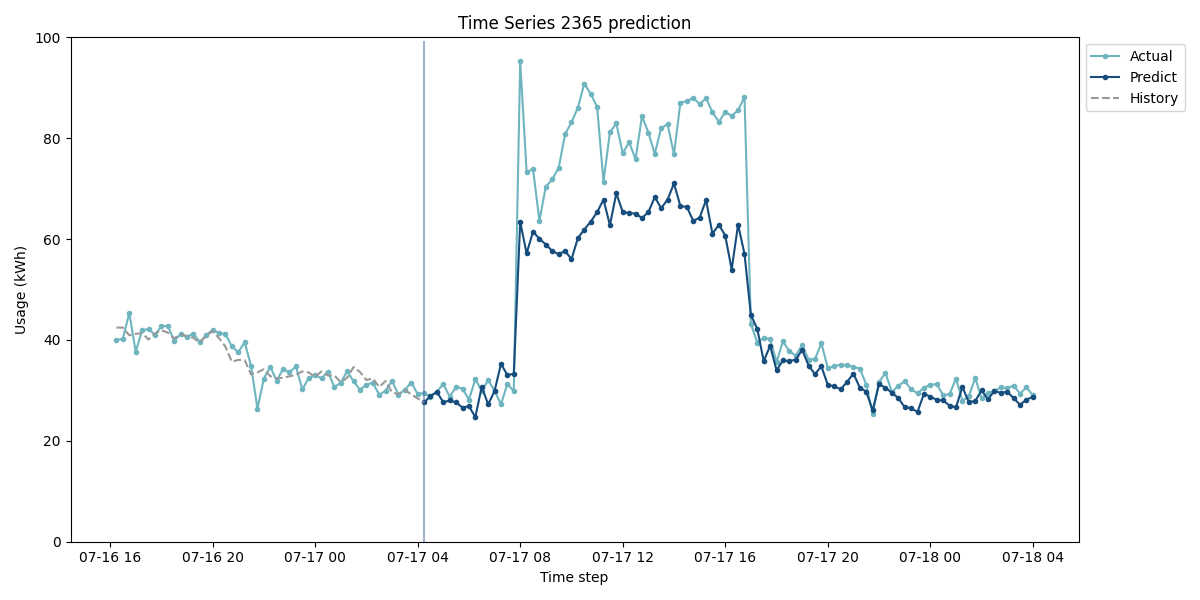 Time Series 2365 prediction
100
80
60
40
20
0
Usage (kWh)
07-16 16
07-16 20
07-17 00
07-17 04
07-17 08
07-17 12
07-17 16
07-17 20
07-18 00
07-18 04
Time step
Actual
Predict
History